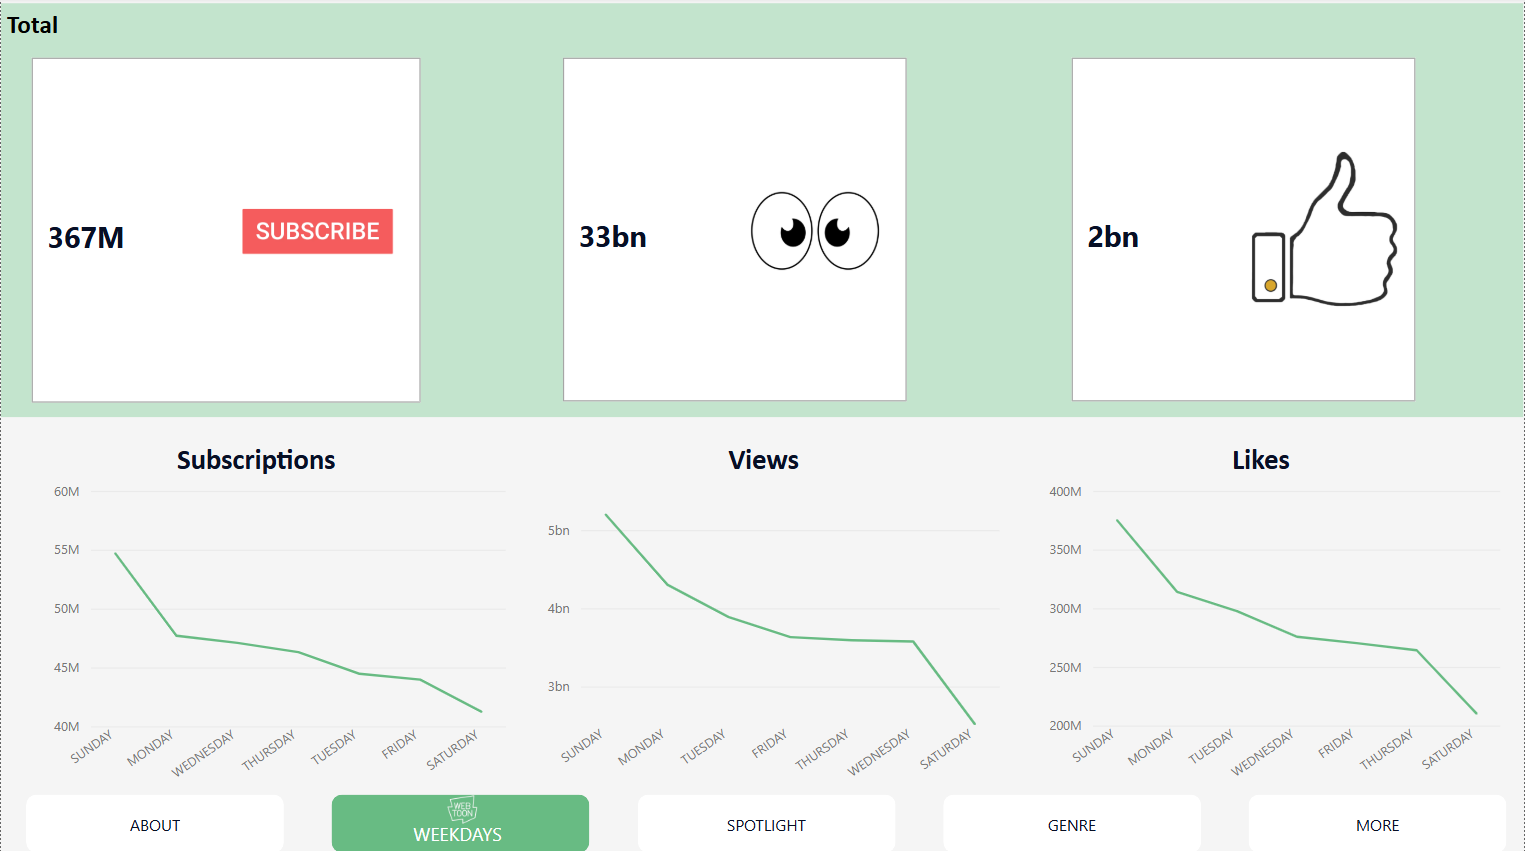 Total
367M
SUBSCRIBE
33bn
2bn
Subscriptions
60M
55M
50M
45M
40M
SUNDAY
MONDAY
WEDNESDAY
THURSDAY
TUESDAY
FRIDAY
SATURDAY
Views
5bn
4bn
3bn
SUNDAY
MONDAY
TUESDAY
FRIDAY
THURSDAY
WEDNESDAY
SATURDAY
Likes
400M
350M
300M
250M
200M
SUNDAY
MONDAY
TUESDAY
WEDNESDAY
FRIDAY
THURSDAY
SATURDAY
ABOUT
WEB
TOON
WEEKDAYS
SPOTLIGHT
GENRE
MORE